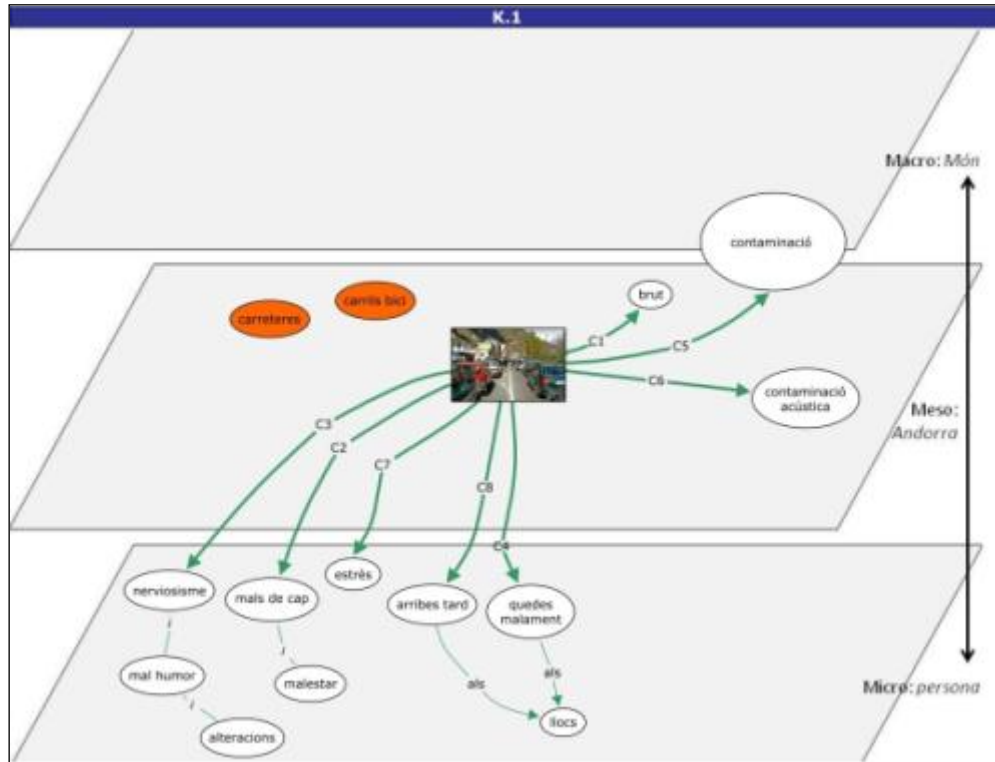 K.1
Macro: Món
contaminació
brut
carrils bici
carreteres
C1
C5
C6
contaminació
acústica
Meso:
Andorra
C3
C2
C7
C8
C4
estrès
nerviosisme
mals de cap
arribes tard
quedes
malament
i
i
als
als
mal humor
malestar
i
Micro: persona
llocs
alteracions